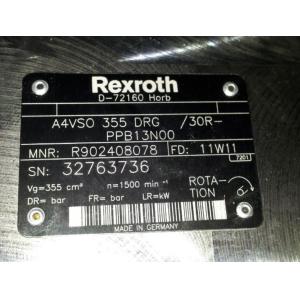 Rexroth
D-72160 Horb
A4VSO 355 DRG /30R-
PPB13N00
MNR: R902408078 FD: 11W11
7201
SN: 32763736
Vg=355 cm³ n=1500 min⁻¹ ROTA-
TION
DR= bar FR= bar LR=kW
MADE IN GERMANY